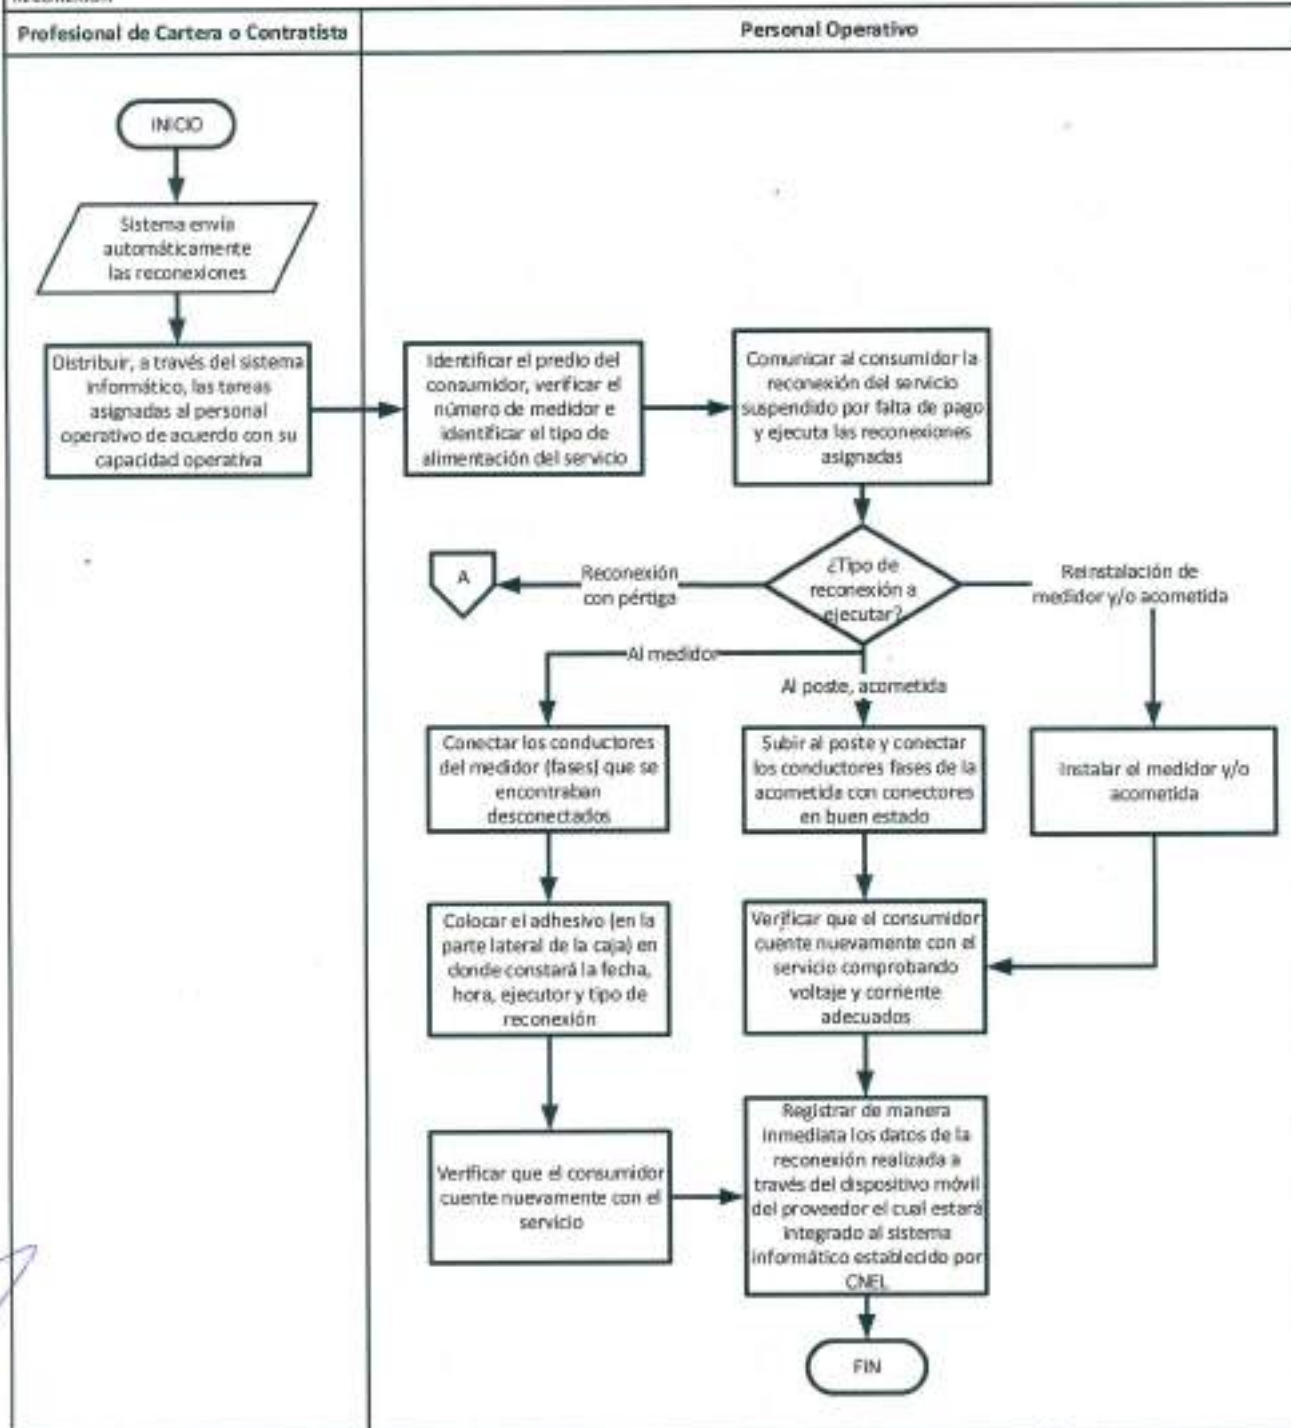 Profesional de Cartera o Contratista
Personal Operativo
INICIO
Sistema envía
automáticamente
las reconexiones
Distribuir, a través del sistema
informático, las tareas
asignadas al personal
operativo de acuerdo con su
capacidad operativa
Identificar el predio del
consumidor, verificar el
número de medidor e
identificar el tipo de
alimentación del servicio
Comunicar al consumidor la
reconexión del servicio
suspendido por falta de pago
y ejecuta las reconexiones
asignadas
¿Tipo de
reconexión a
ejecutar?
A
Reconexión
con pértiga
Reinstalación de
medidor y/o acometida
Al medidor
Al poste, acometida
Conectar los conductores
del medidor (fases) que se
encontraban
desconectados
Subir al poste y conectar
los conductores fases de la
acometida con conectores
en buen estado
Instalar el medidor y/o
acometida
Colocar el adhesivo (en la
parte lateral de la caja) en
donde constará la fecha,
hora, ejecutor y tipo de
reconexión
Verificar que el consumidor
cuente nuevamente con el
servicio comprobando
voltaje y corriente
adecuados
Verificar que el consumidor
cuente nuevamente con el
servicio
Registrar de manera
inmediata los datos de la
reconexión realizada a
través del dispositivo móvil
del proveedor el cual estará
integrado al sistema
informático establecido por
CNEL
FIN